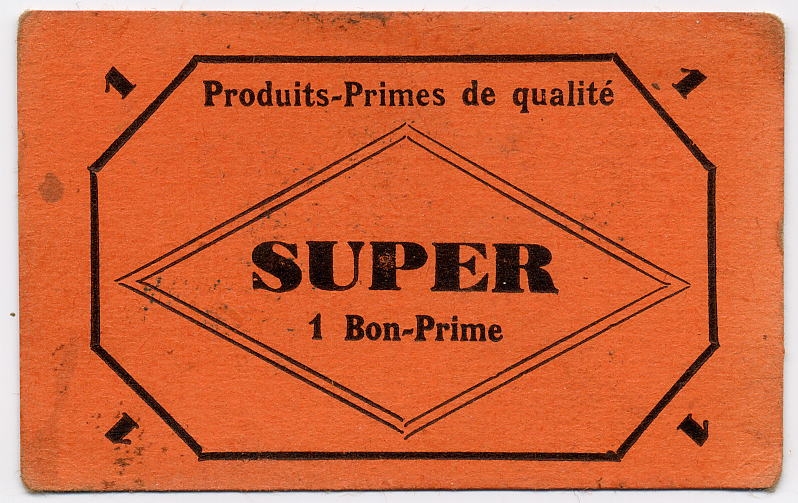 1 1
Produits-Primes de qualité
SUPER
1 Bon-Prime
1 1